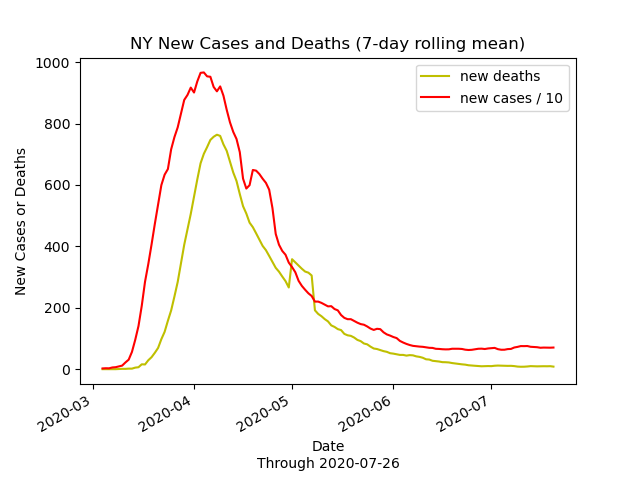 NY New Cases and Deaths (7-day rolling mean)
new deaths
new cases / 10
1000
800
600
400
200
0
New Cases or Deaths
2020-03
2020-04
2020-05
2020-06
2020-07
Date
Through 2020-07-26